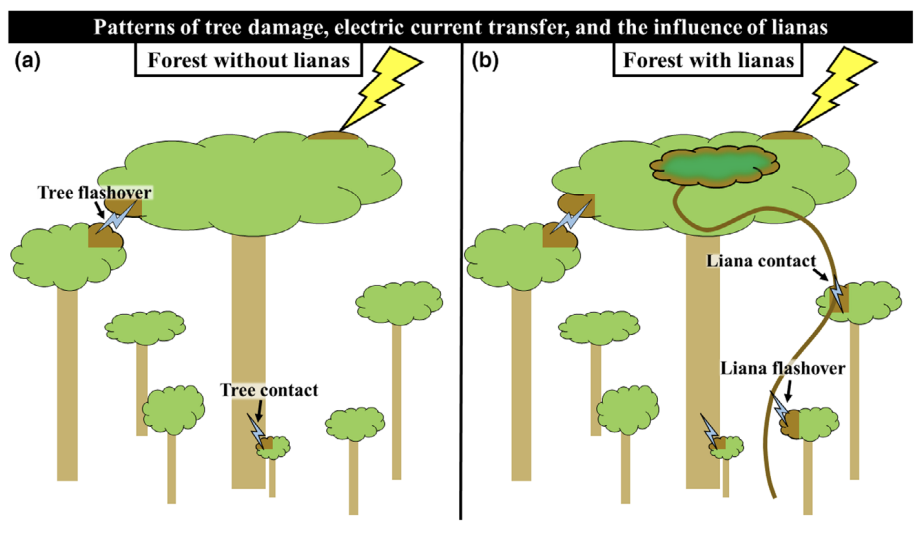 Patterns of tree damage, electric current transfer, and the influence of lianas
(a)
Forest without lianas
Tree flashover
Tree contact
(b)
Forest with lianas
Liana contact
Liana flashover